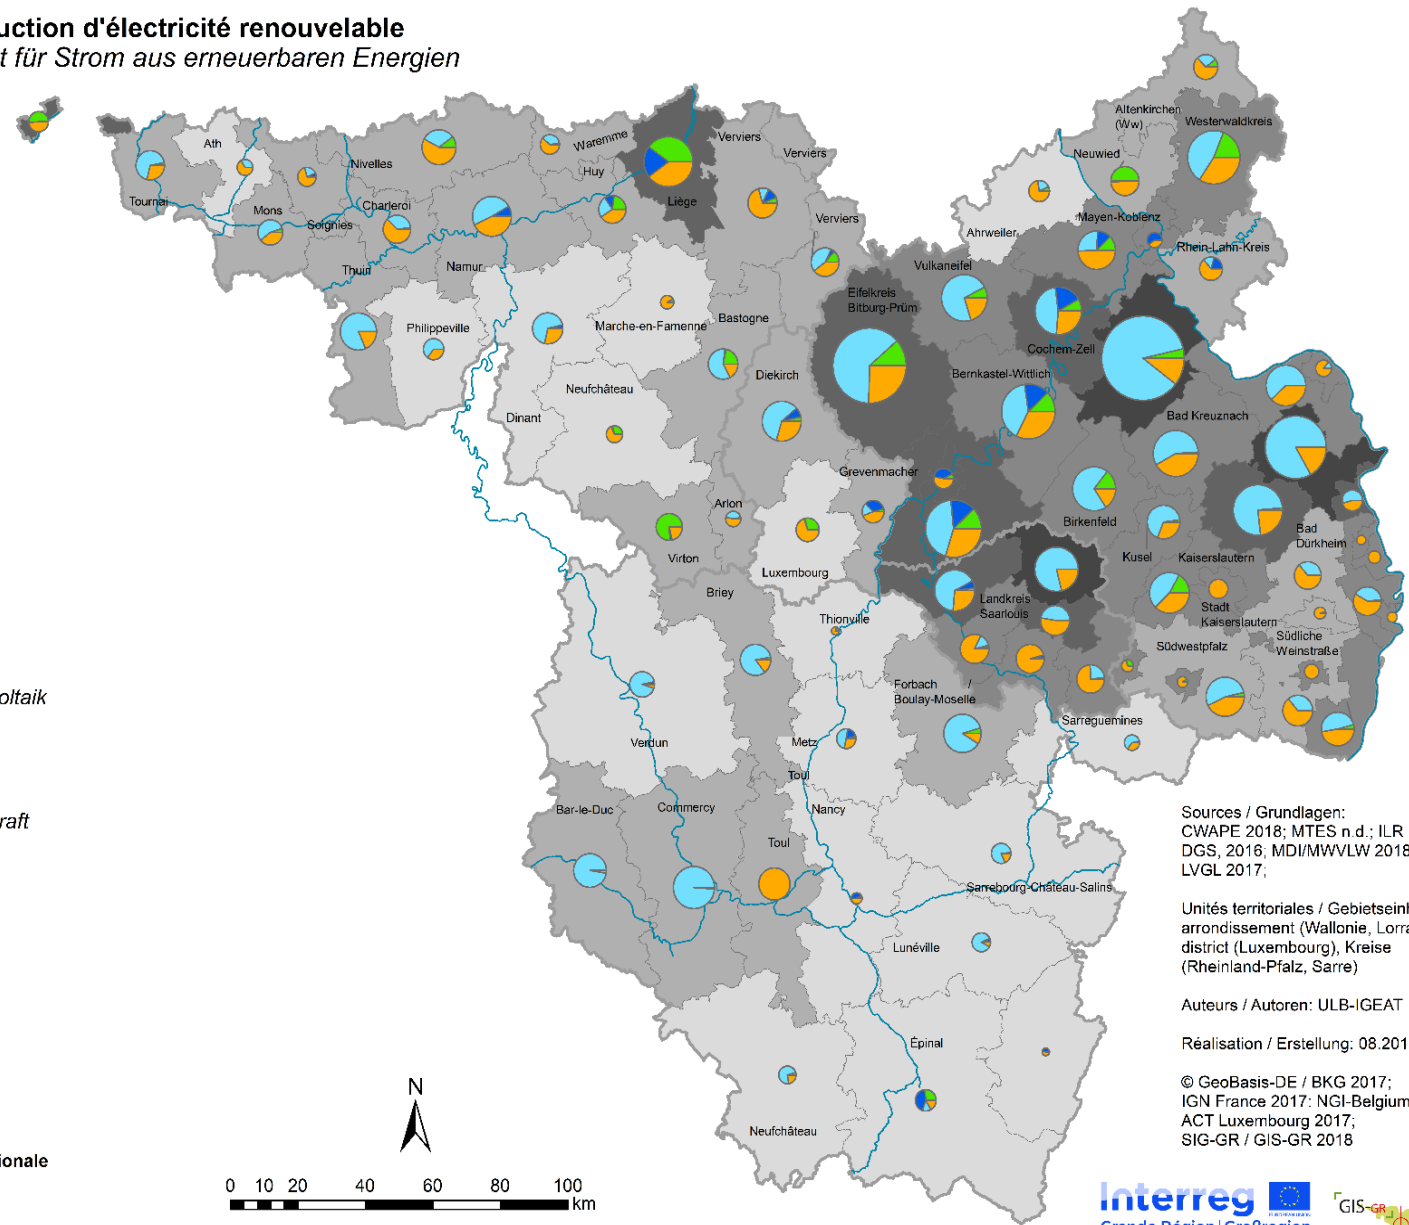 uction d'électricité renouvelable
t für Strom aus erneuerbaren Energien
Altenkirchen
(Ww)
Westerwaldkreis
Neuwied
Ath
Nivelles
Waremme
Verviers
Verviers
Huy
Tournai
Mons
Soignies
Charleroi
Liège
Verviers
Mayen-Koblenz
Ahrweiler
Rhein-Lahn-Kreis
Thuin
Namur
Vulkaneifel
Eifelkreis
Bitburg-Prüm
Philippeville
Marche-en-Famenne
Bastogne
Cochem-Zell
Diekirch
Bernkastel-Wittlich
Neufchâteau
Dinant
Bad Kreuznach
Grevenmacher
Arlon
Birkenfeld
Bad
Dürkheim
Virton
Luxembourg
Kusel
Kaiserslautern
Briey
Landkreis
Saarlouis
Stadt
Kaiserslautern
Thionville
Südwestpfalz
Südliche
Weinstraße
Forbach /
Boulay-Moselle
oltaik
Sarreguemines
Verdun
Metz
Toul
Bar-le-Duc
Commercy
Nancy
raft
Toul
Sarrebourg-Château-Salins
Lunéville
Épinal
Neufchâteau
Sources / Grundlagen:
CWAPE 2018; MTES n.d.; ILR
DGS, 2016; MDI/MWVLW 2018
LVGL 2017;
Unités territoriales / Gebietseinh
arrondissement (Wallonie, Lorra
district (Luxembourg), Kreise
(Rheinland-Pfalz, Sarre)
Auteurs / Autoren: ULB-IGEAT
Réalisation / Erstellung: 08.201
© GeoBasis-DE / BKG 2017;
IGN France 2017: NGI-Belgium
ACT Luxembourg 2017;
SIG-GR / GIS-GR 2018
N
ionale
0 10 20 40 60 80 100
km
Interreg
Grande Région | Großregion
GIS-GR